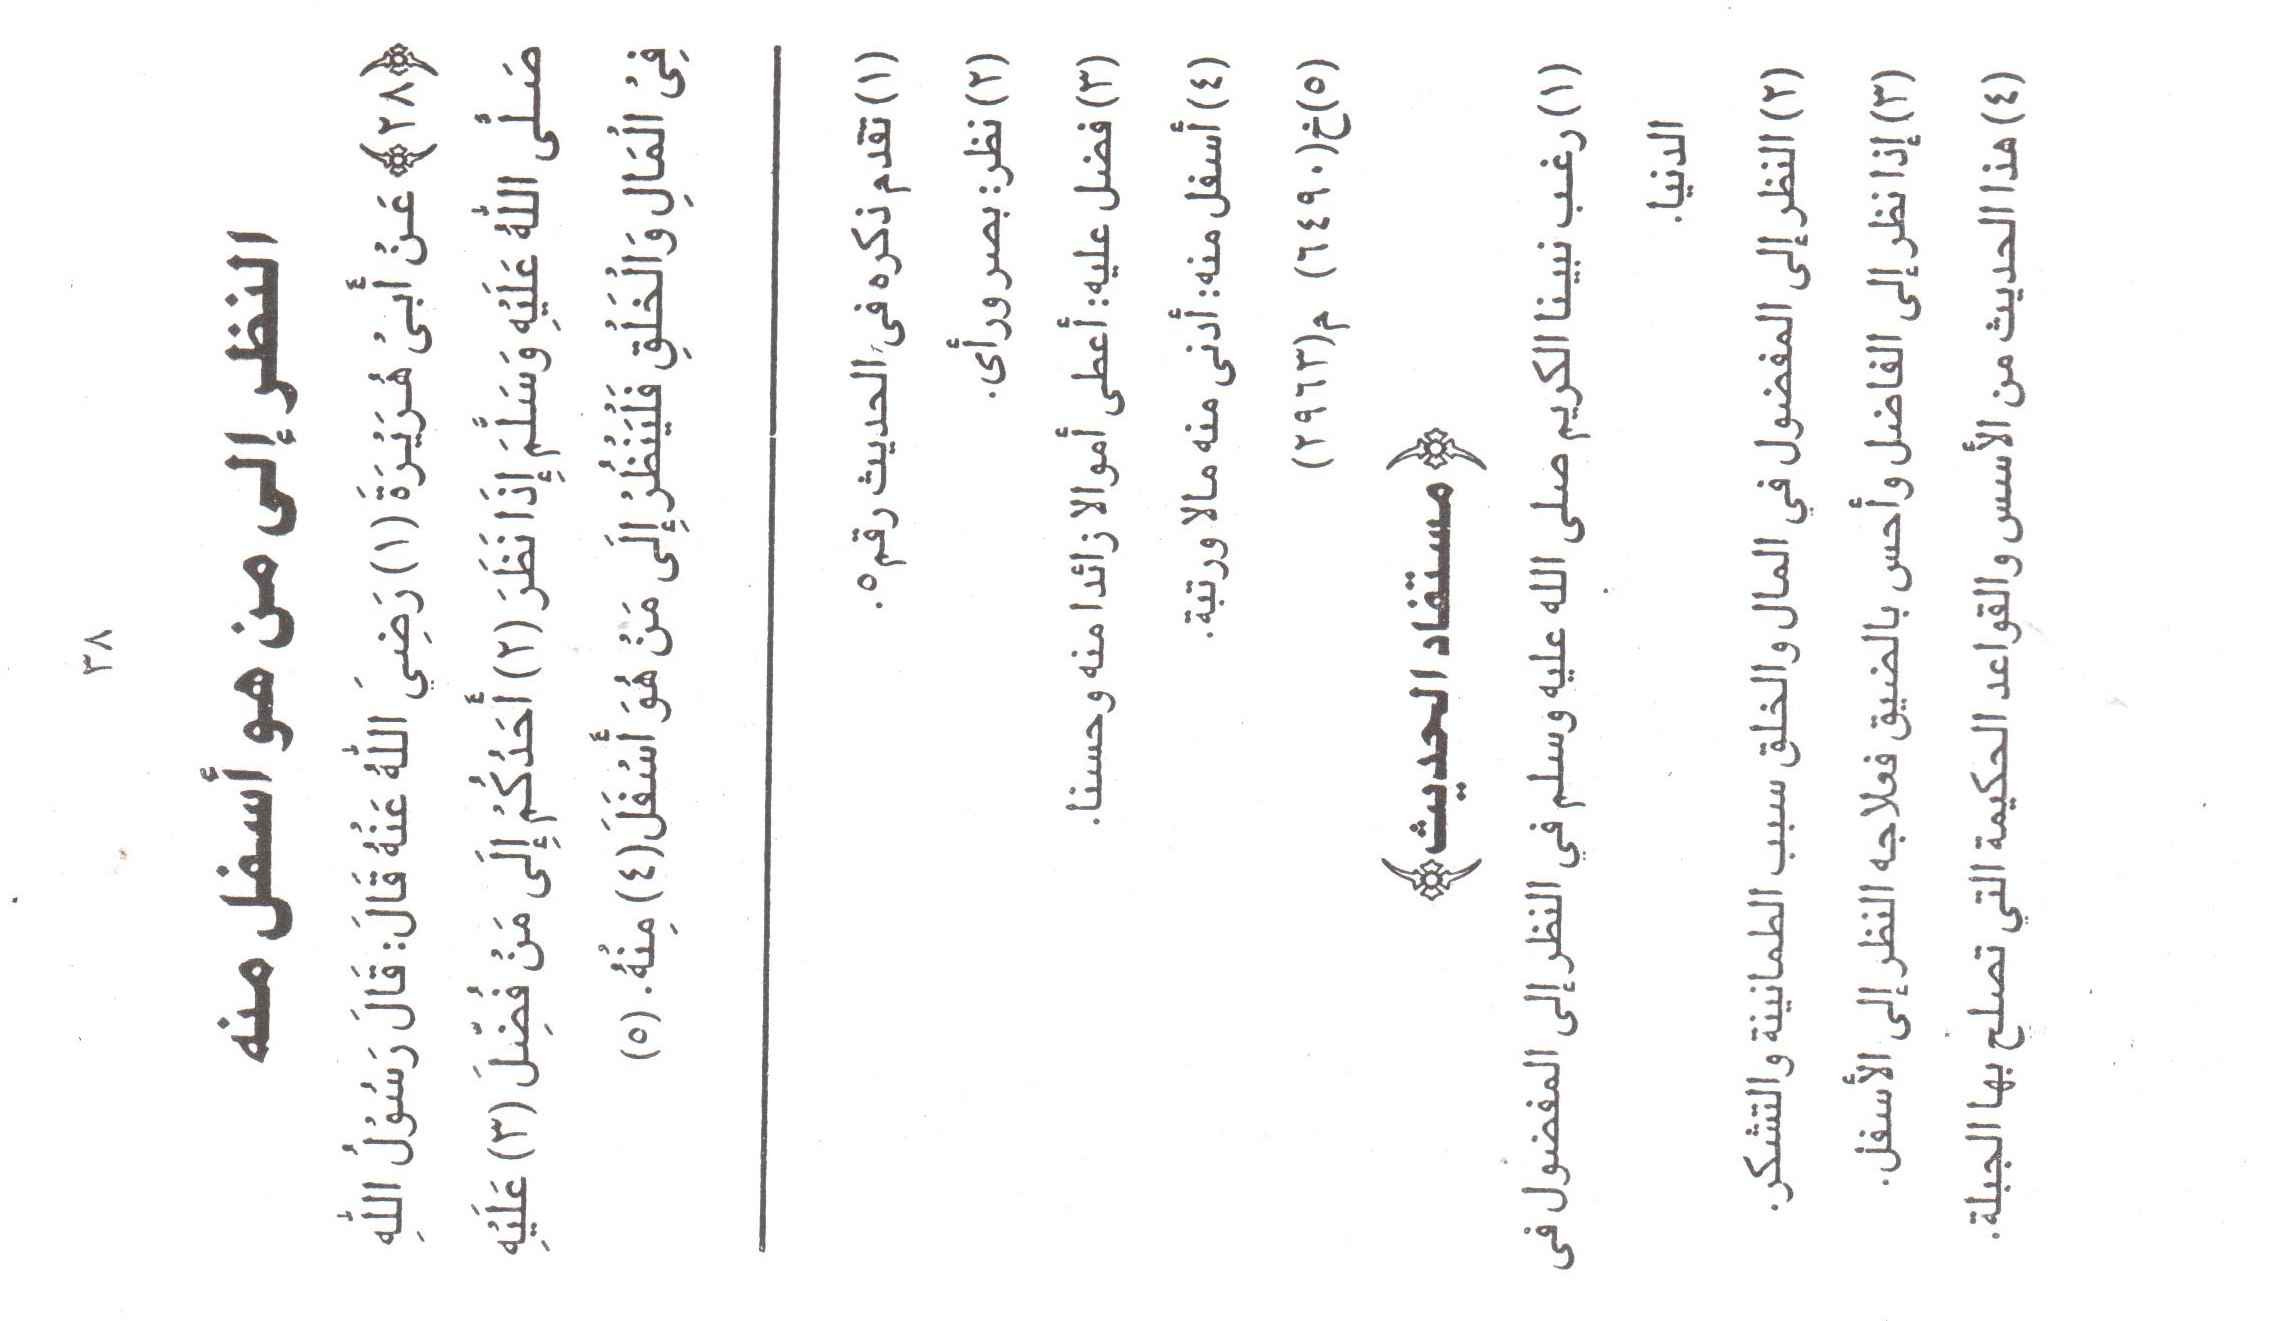 ٣٨
النظر إلى من هو أسفل منه
﴿٢٨﴾ عَنْ أَبِىْ هُرَيْرَةَ (١) رَضِيَ اللّٰهُ عَنْهُ قَالَ: قَالَ رَسُوْلُ اللّٰهِ
صَلَّى اللّٰهُ عَلَيْهِ وَسَلَّمَ إِذَا نَظَرَ (٢) أَحَدُكُمْ إِلَى مَنْ فُضِّلَ (٣) عَلَيْهِ
فِىْ الْمَالِ وَالْخَلْقِ فَلْيَنْظُرْ إِلَى مَنْ هُوَ أَسْفَلَ(٤) مِنْهُ. (٥)
(١) تقدم ذكره فى الحديث رقم٥.
(٢) نظر: بصر ورأى.
(٣) فضل عليه: أعطى أموالا زائدا منه وحسنا.
(٤) أسفل منه: أدنى منه مالا ورتبة.
(٥)خ(٦٤٩٠) م(٢٩٦٣)
﴿مستفاد الحديث﴾
(١) رغب نبينا الكريم صلى الله عليه وسلم في النظر إلى المفضول فى
الدنيا.
(٢) النظر إلى المفضول في المال والخلق سبب الطمانينة والتشكر.
(٣) إذا نظر إلى الفاضل وأحس بالضيق فعلاجه النظر إلى الأسفل.
(٤) هذا الحديث من الأسس والقواعد الحكيمة التي تصلح بها الجبلة.